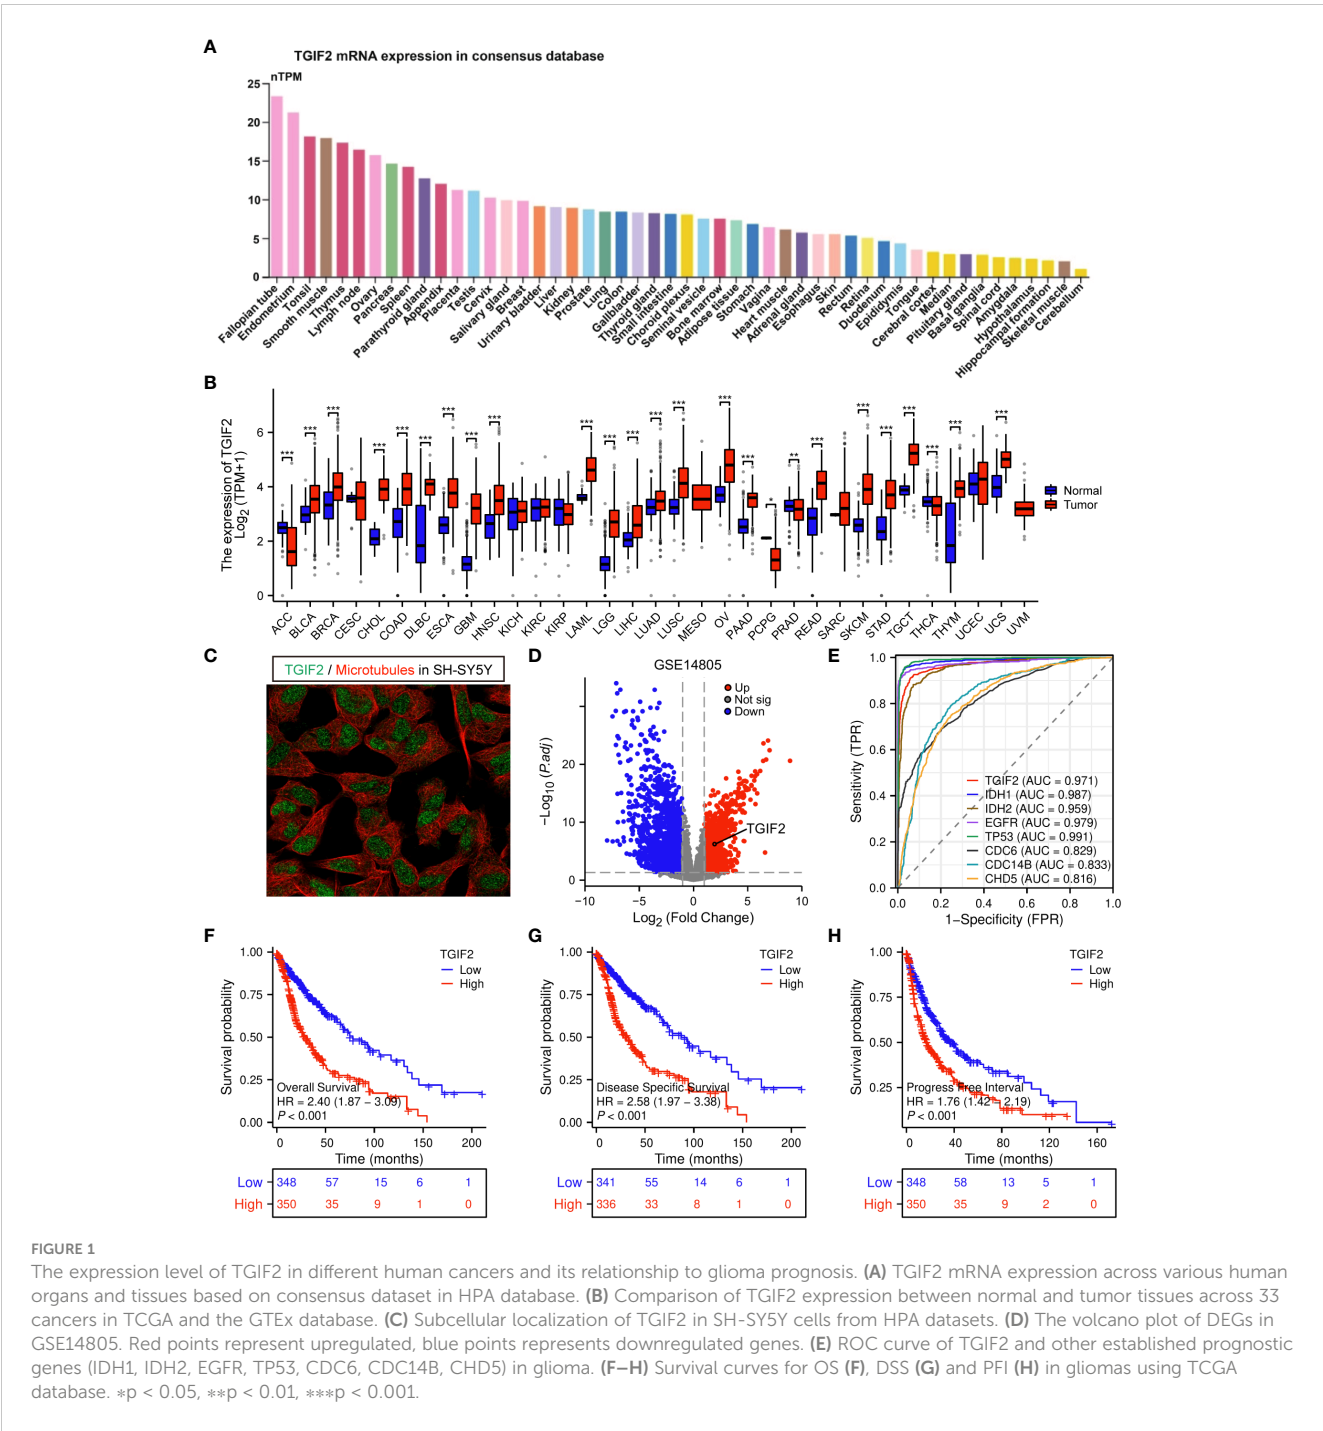 A
TGIF2 mRNA expression in consensus database
nTPM
25
20
15
10
5
0
Fallopian tube
Endometrium
Tonsil
Smooth muscle
Thymus
Lymph node
Ovary
Pancreas
Spleen
Parathyroid gland
Appendix
Placenta
Testis
Cervix
Salivary gland
Breast
Urinary bladder
Liver
Kidney
Prostate
Lung
Colon
Gallbladder
Thyroid gland
Small intestine
Choroid plexus
Seminal vesicle
Bone marrow
Adipose tissue
Stomach
Vagina
Heart muscle
Adrenal gland
Esophagus
Skin
Rectum
Retina
Duodenum
Epididymis
Tongue
Cerebral cortex
Median
Pituitary gland
Basal ganglia
Spinal cord
Amygdala
Hypothalamus
Hippocampal formation
Skeletal muscle
Cerebellum
B
The expression of TGIF2
Log2 (TPM+1)
6
4
2
0
*** *** *** *** *** *** *** *** *** *** *** *** *** *** *** *** * ** *** *** *** *** *** *** ***
Normal
Tumor
ACC
BLCA
BRCA
CESC
CHOL
COAD
DLBC
ESCA
GBM
HNSC
KICH
KIRC
KIRP
LAML
LGG
LIHC
LUAD
LUSC
MESO
OV
PAAD
PCPG
PRAD
READ
SARC
SKCM
STAD
TGCT
THCA
THYM
UCEC
UCS
UVM
C
TGIF2 / Microtubules in SH-SY5Y
D
GSE14805
Up
Not sig
Down
−Log10 (P.adj)
20
10
0
TGIF2
−10 −5 0 5 10
Log2 (Fold Change)
E
Sensitivity (TPR)
1.0
0.8
0.6
0.4
0.2
0.0
TGIF2 (AUC = 0.971)
IDH1 (AUC = 0.987)
IDH2 (AUC = 0.959)
EGFR (AUC = 0.979)
TP53 (AUC = 0.991)
CDC6 (AUC = 0.829)
CDC14B (AUC = 0.833)
CHD5 (AUC = 0.816)
0.0 0.2 0.4 0.6 0.8 1.0
1−Specificity (FPR)
F
Survival probability
1.00
0.75
0.50
0.25
0.00
TGIF2
Low
High
Overall Survival
HR = 2.40 (1.87 − 3.09)
P < 0.001
0 50 100 150 200
Time (months)
Low 348 57 15 6 1
High 350 35 9 1 0
G
Survival probability
1.00
0.75
0.50
0.25
0.00
TGIF2
Low
High
Disease Specific Survival
HR = 2.58 (1.97 − 3.38)
P < 0.001
0 50 100 150 200
Time (months)
Low 341 55 14 6 1
High 336 33 8 1 0
H
Survival probability
1.00
0.75
0.50
0.25
TGIF2
Low
High
Progress Free Interval
HR = 1.76 (1.42 − 2.19)
P < 0.001
0 40 80 120 160
Time (months)
Low 348 58 13 5 1
High 350 35 9 2 0
FIGURE 1
The expression level of TGIF2 in different human cancers and its relationship to glioma prognosis. (A) TGIF2 mRNA expression across various human
organs and tissues based on consensus dataset in HPA database. (B) Comparison of TGIF2 expression between normal and tumor tissues across 33
cancers in TCGA and the GTEx database. (C) Subcellular localization of TGIF2 in SH-SY5Y cells from HPA datasets. (D) The volcano plot of DEGs in
GSE14805. Red points represent upregulated, blue points represents downregulated genes. (E) ROC curve of TGIF2 and other established prognostic
genes (IDH1, IDH2, EGFR, TP53, CDC6, CDC14B, CHD5) in glioma. (F–H) Survival curves for OS (F), DSS (G) and PFI (H) in gliomas using TCGA
database. ∗p < 0.05, ∗∗p < 0.01, ∗∗∗p < 0.001.